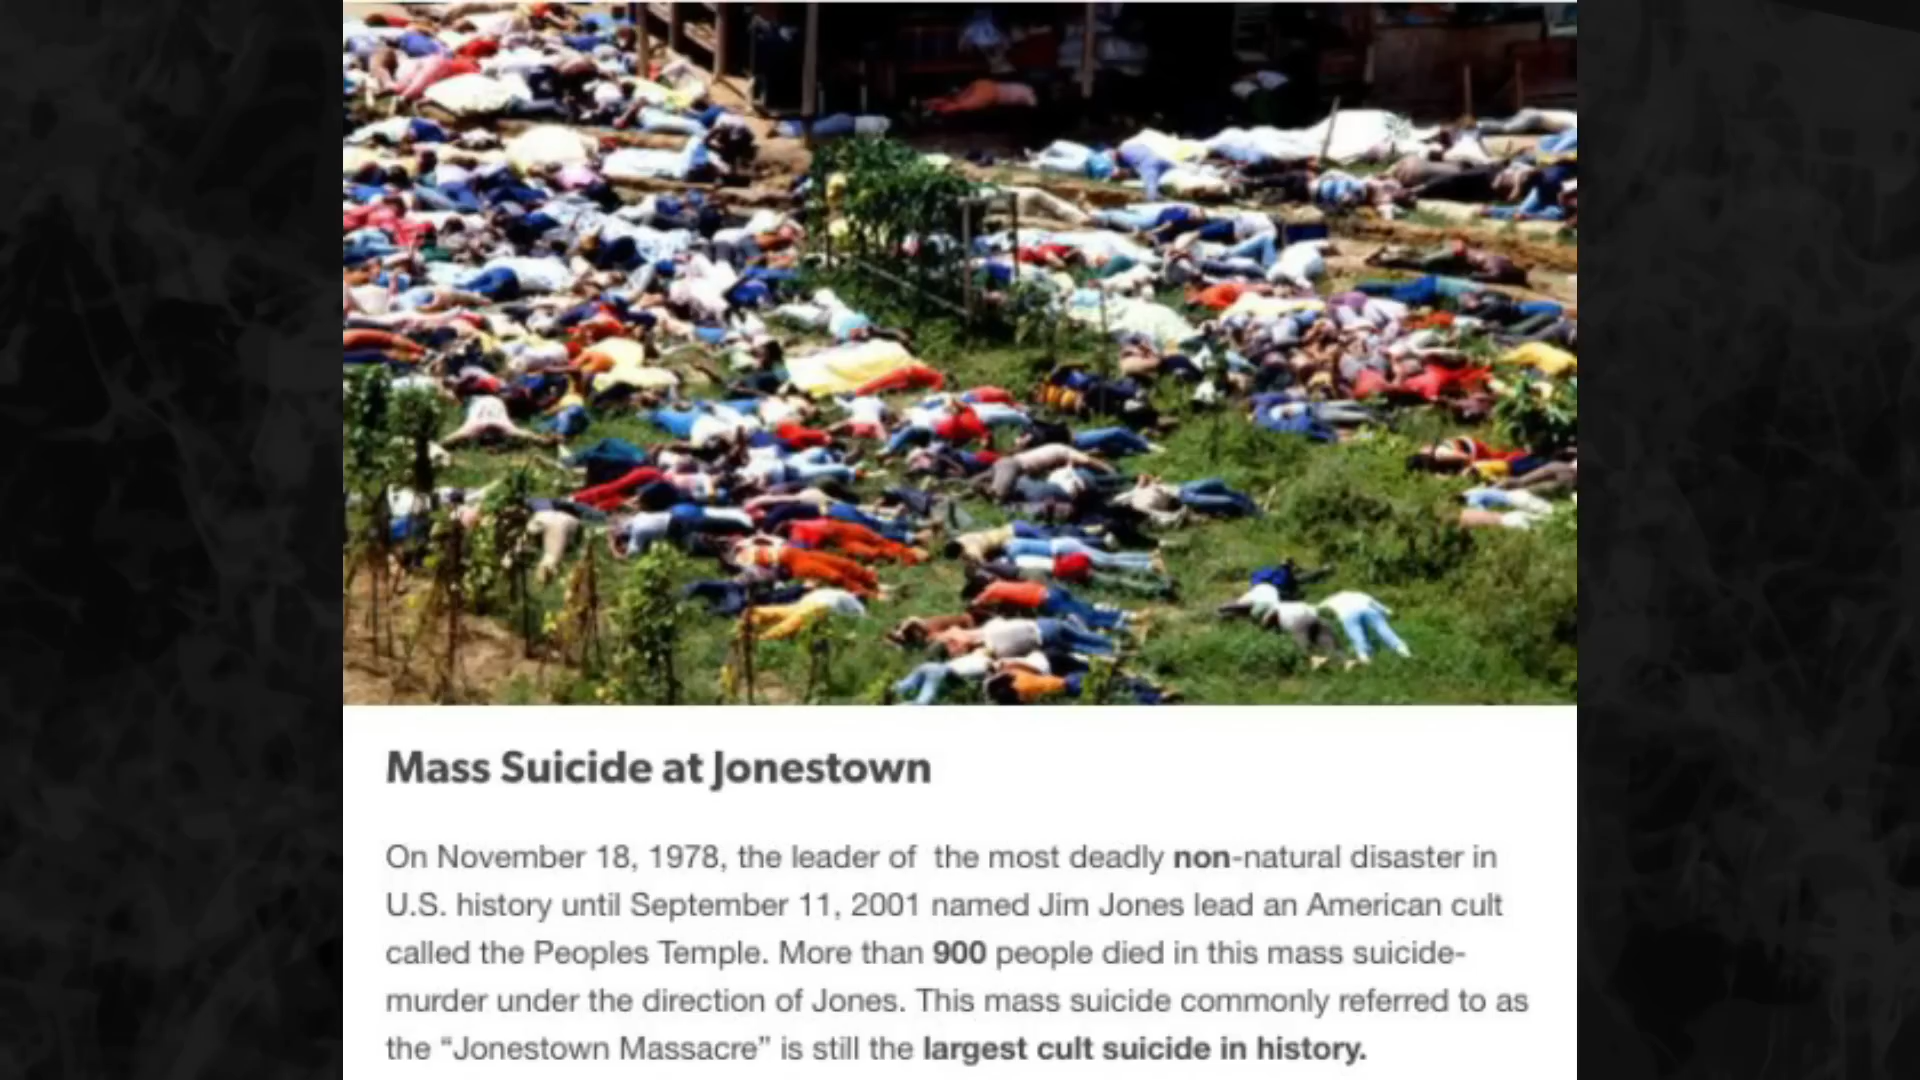 Mass Suicide at Jonestown
On November 18, 1978, the leader of the most deadly non-natural disaster in
U.S. history until September 11, 2001 named Jim Jones lead an American cult
called the Peoples Temple. More than 900 people died in this mass suicide-
murder under the direction of Jones. This mass suicide commonly referred to as
the “Jonestown Massacre” is still the largest cult suicide in history.